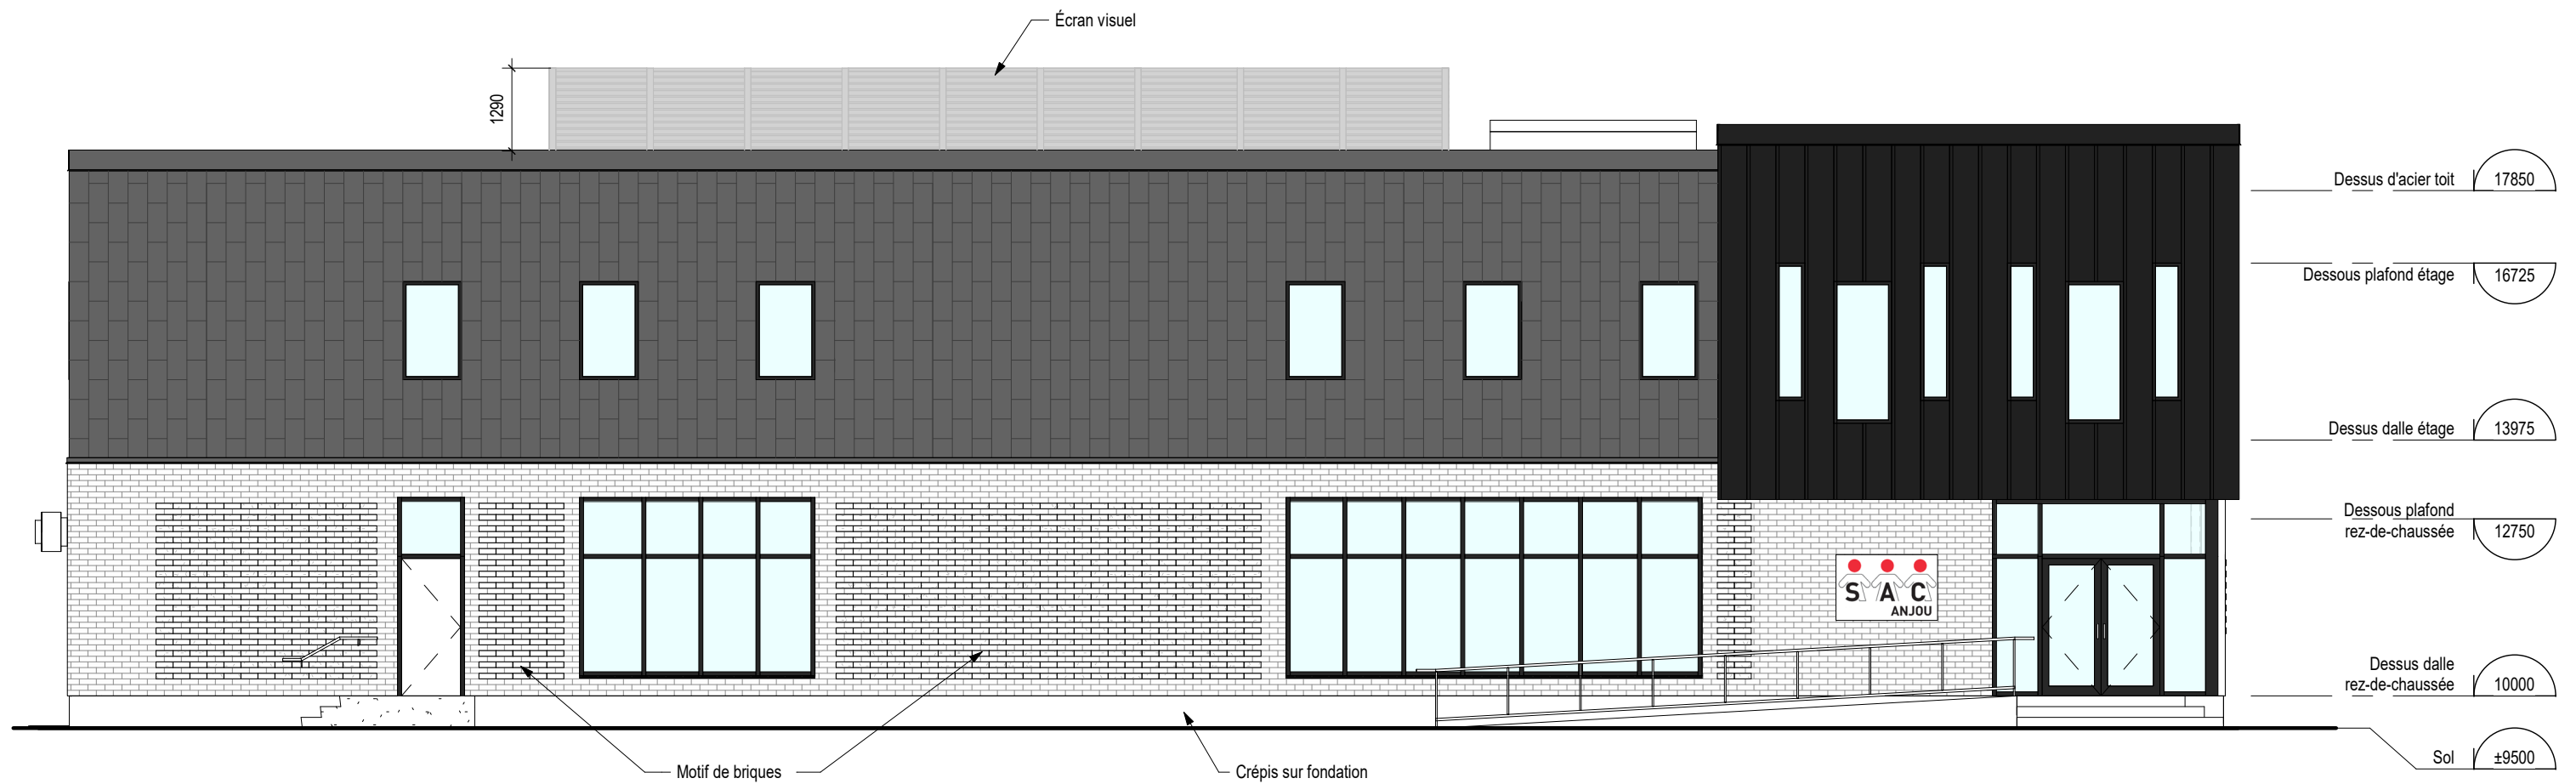 Écran visuel
1290
Dessus d'acier toit 17850
Dessous plafond étage 16725
Dessus dalle étage 13975
Dessous plafond
rez-de-chaussée 12750
S A C
ANJOU
Dessus dalle
rez-de-chaussée 10000
Sol ±9500
Motif de briques
Crépis sur fondation